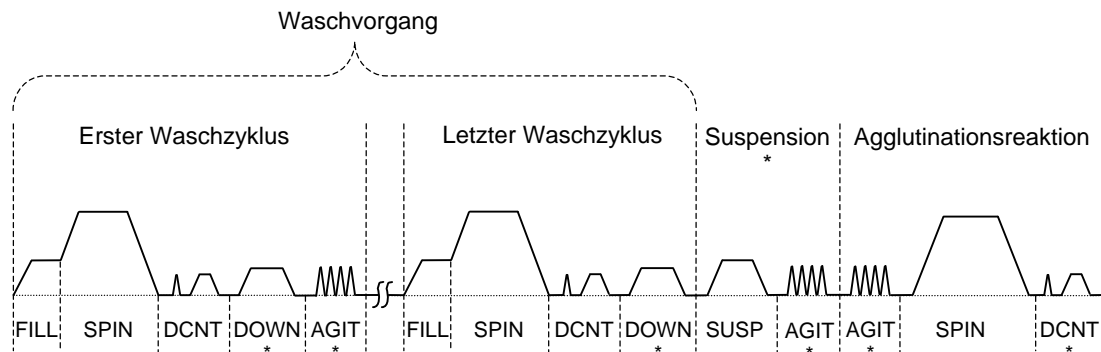 Waschvorgang
Erster Waschzyklus
Letzter Waschzyklus
Suspension
*
Agglutinationsreaktion
FILL SPIN DCNT DOWN AGIT FILL SPIN DCNT DOWN SUSP AGIT AGIT SPIN DCNT
* * * * * *